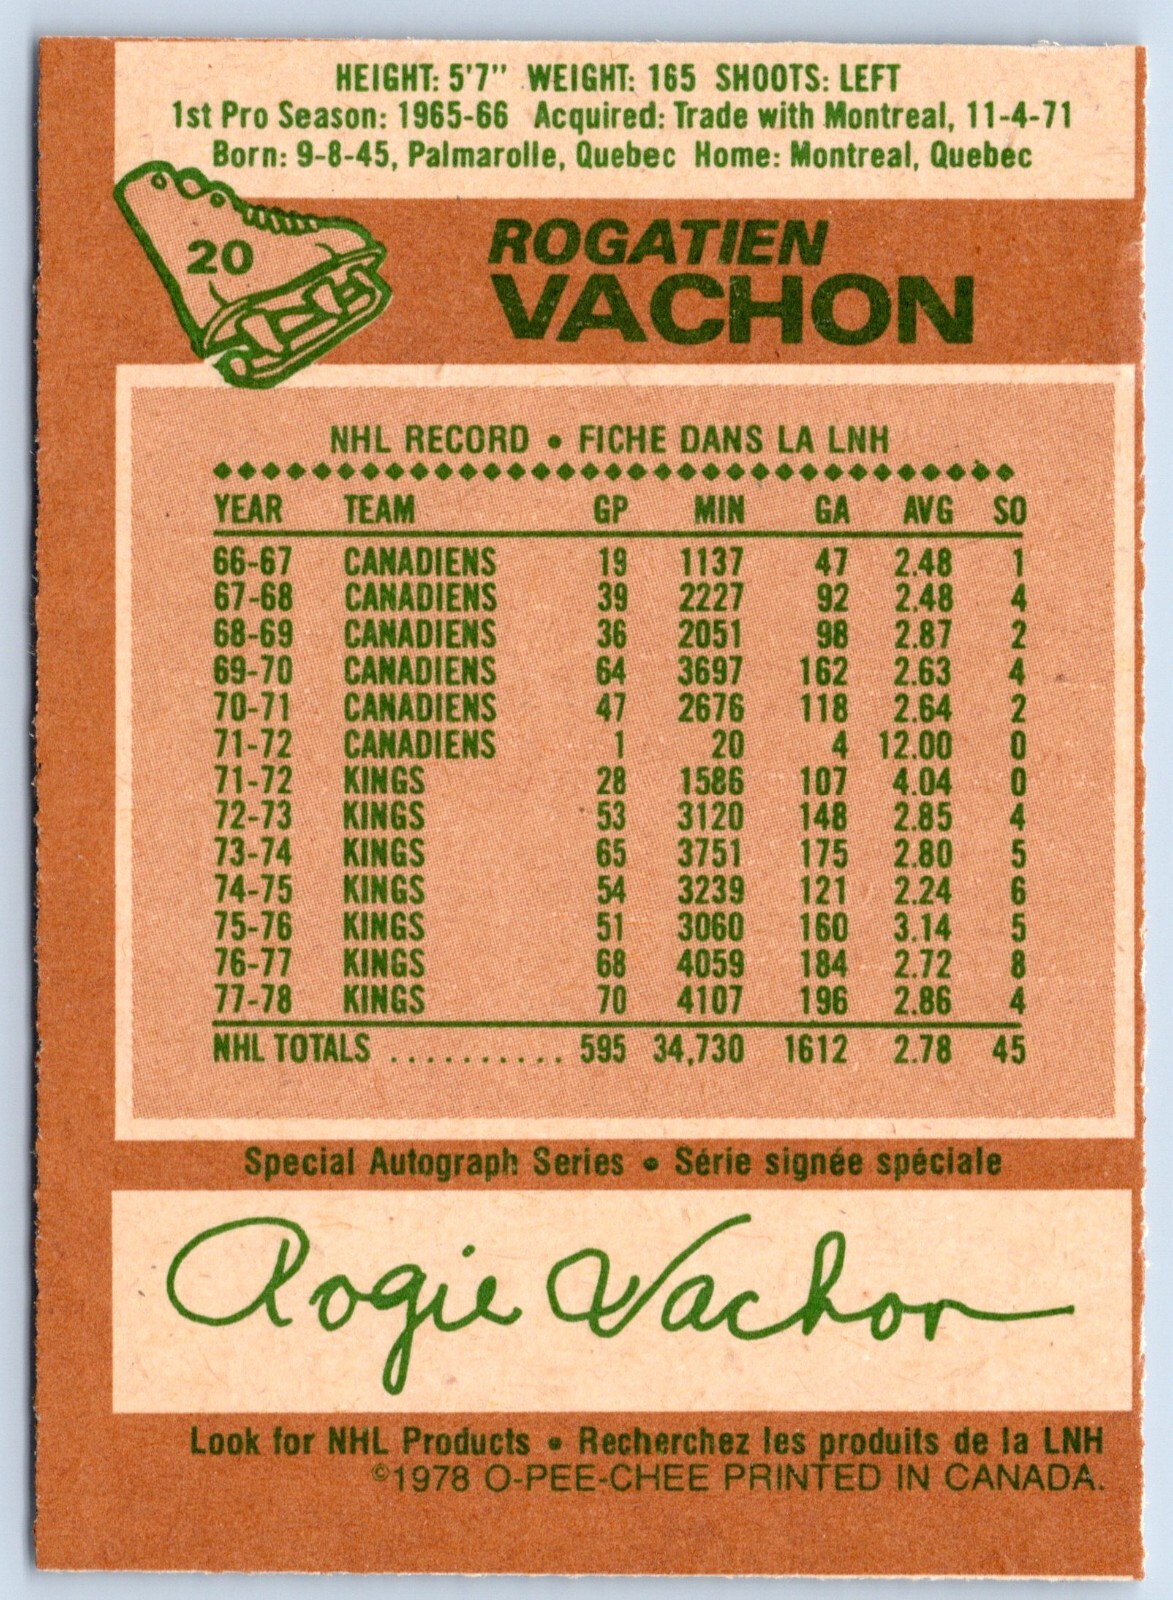 HEIGHT: 5'7" WEIGHT: 165 SHOOTS: LEFT
1st Pro Season: 1965-66 Acquired: Trade with Montreal, 11-4-71
Born: 9-8-45, Palmarolle, Quebec Home: Montreal, Quebec
20
ROGATIEN
VACHON
NHL RECORD • FICHE DANS LA LNH
YEAR TEAM GP MIN GA AVG SO
66-67 CANADIENS 19 1137 47 2.48 1
67-68 CANADIENS 39 2227 92 2.48 4
68-69 CANADIENS 36 2051 98 2.87 2
69-70 CANADIENS 64 3697 162 2.63 4
70-71 CANADIENS 47 2676 118 2.64 2
71-72 CANADIENS 1 20 4 12.00 0
71-72 KINGS 28 1586 107 4.04 0
72-73 KINGS 53 3120 148 2.85 4
73-74 KINGS 65 3751 175 2.80 5
74-75 KINGS 54 3239 121 2.24 6
75-76 KINGS 51 3060 160 3.14 5
76-77 KINGS 68 4059 184 2.72 8
77-78 KINGS 70 4107 196 2.86 4
NHL TOTALS .......... 595 34,730 1612 2.78 45
Special Autograph Series • Série signée spéciale
Rogie Vachon
Look for NHL Products • Recherchez les produits de la LNH
©1978 O-PEE-CHEE PRINTED IN CANADA.